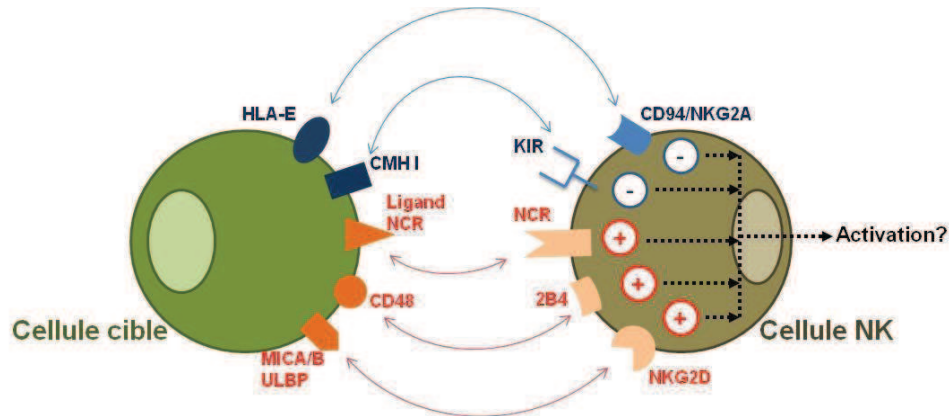 HLA-E
CD94/NKG2A
KIR
CMH I
-
-
Ligand
NCR
NCR
+
Activation?
+
CD48
2B4
+
Cellule cible
Cellule NK
MICA/B
ULBP
NKG2D